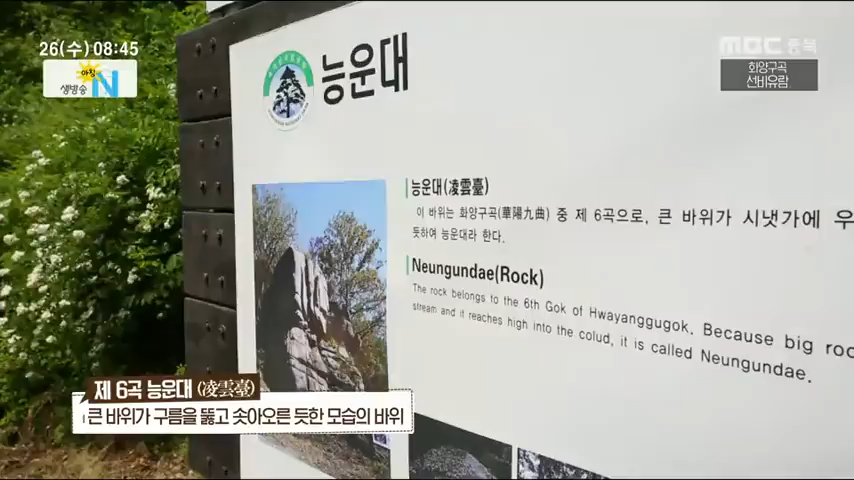 26(수) 08:45
생방송 아침 N
MBC 충북
화양구곡
선비유람
능운대
능운대(凌雲臺)
이 바위는 화양구곡(華陽九曲) 중 제 6곡으로, 큰 바위가 시냇가에 우
듯하여 능운대라 한다.
Neungundae(Rock)
The rock belongs to the 6th Gok of Hwayanggugok, Because big roc
stream and it reaches high into the colud, it is called Neungundae.
제 6곡 능운대 (凌雲臺)
큰 바위가 구름을 뚫고 솟아오른 듯한 모습의 바위